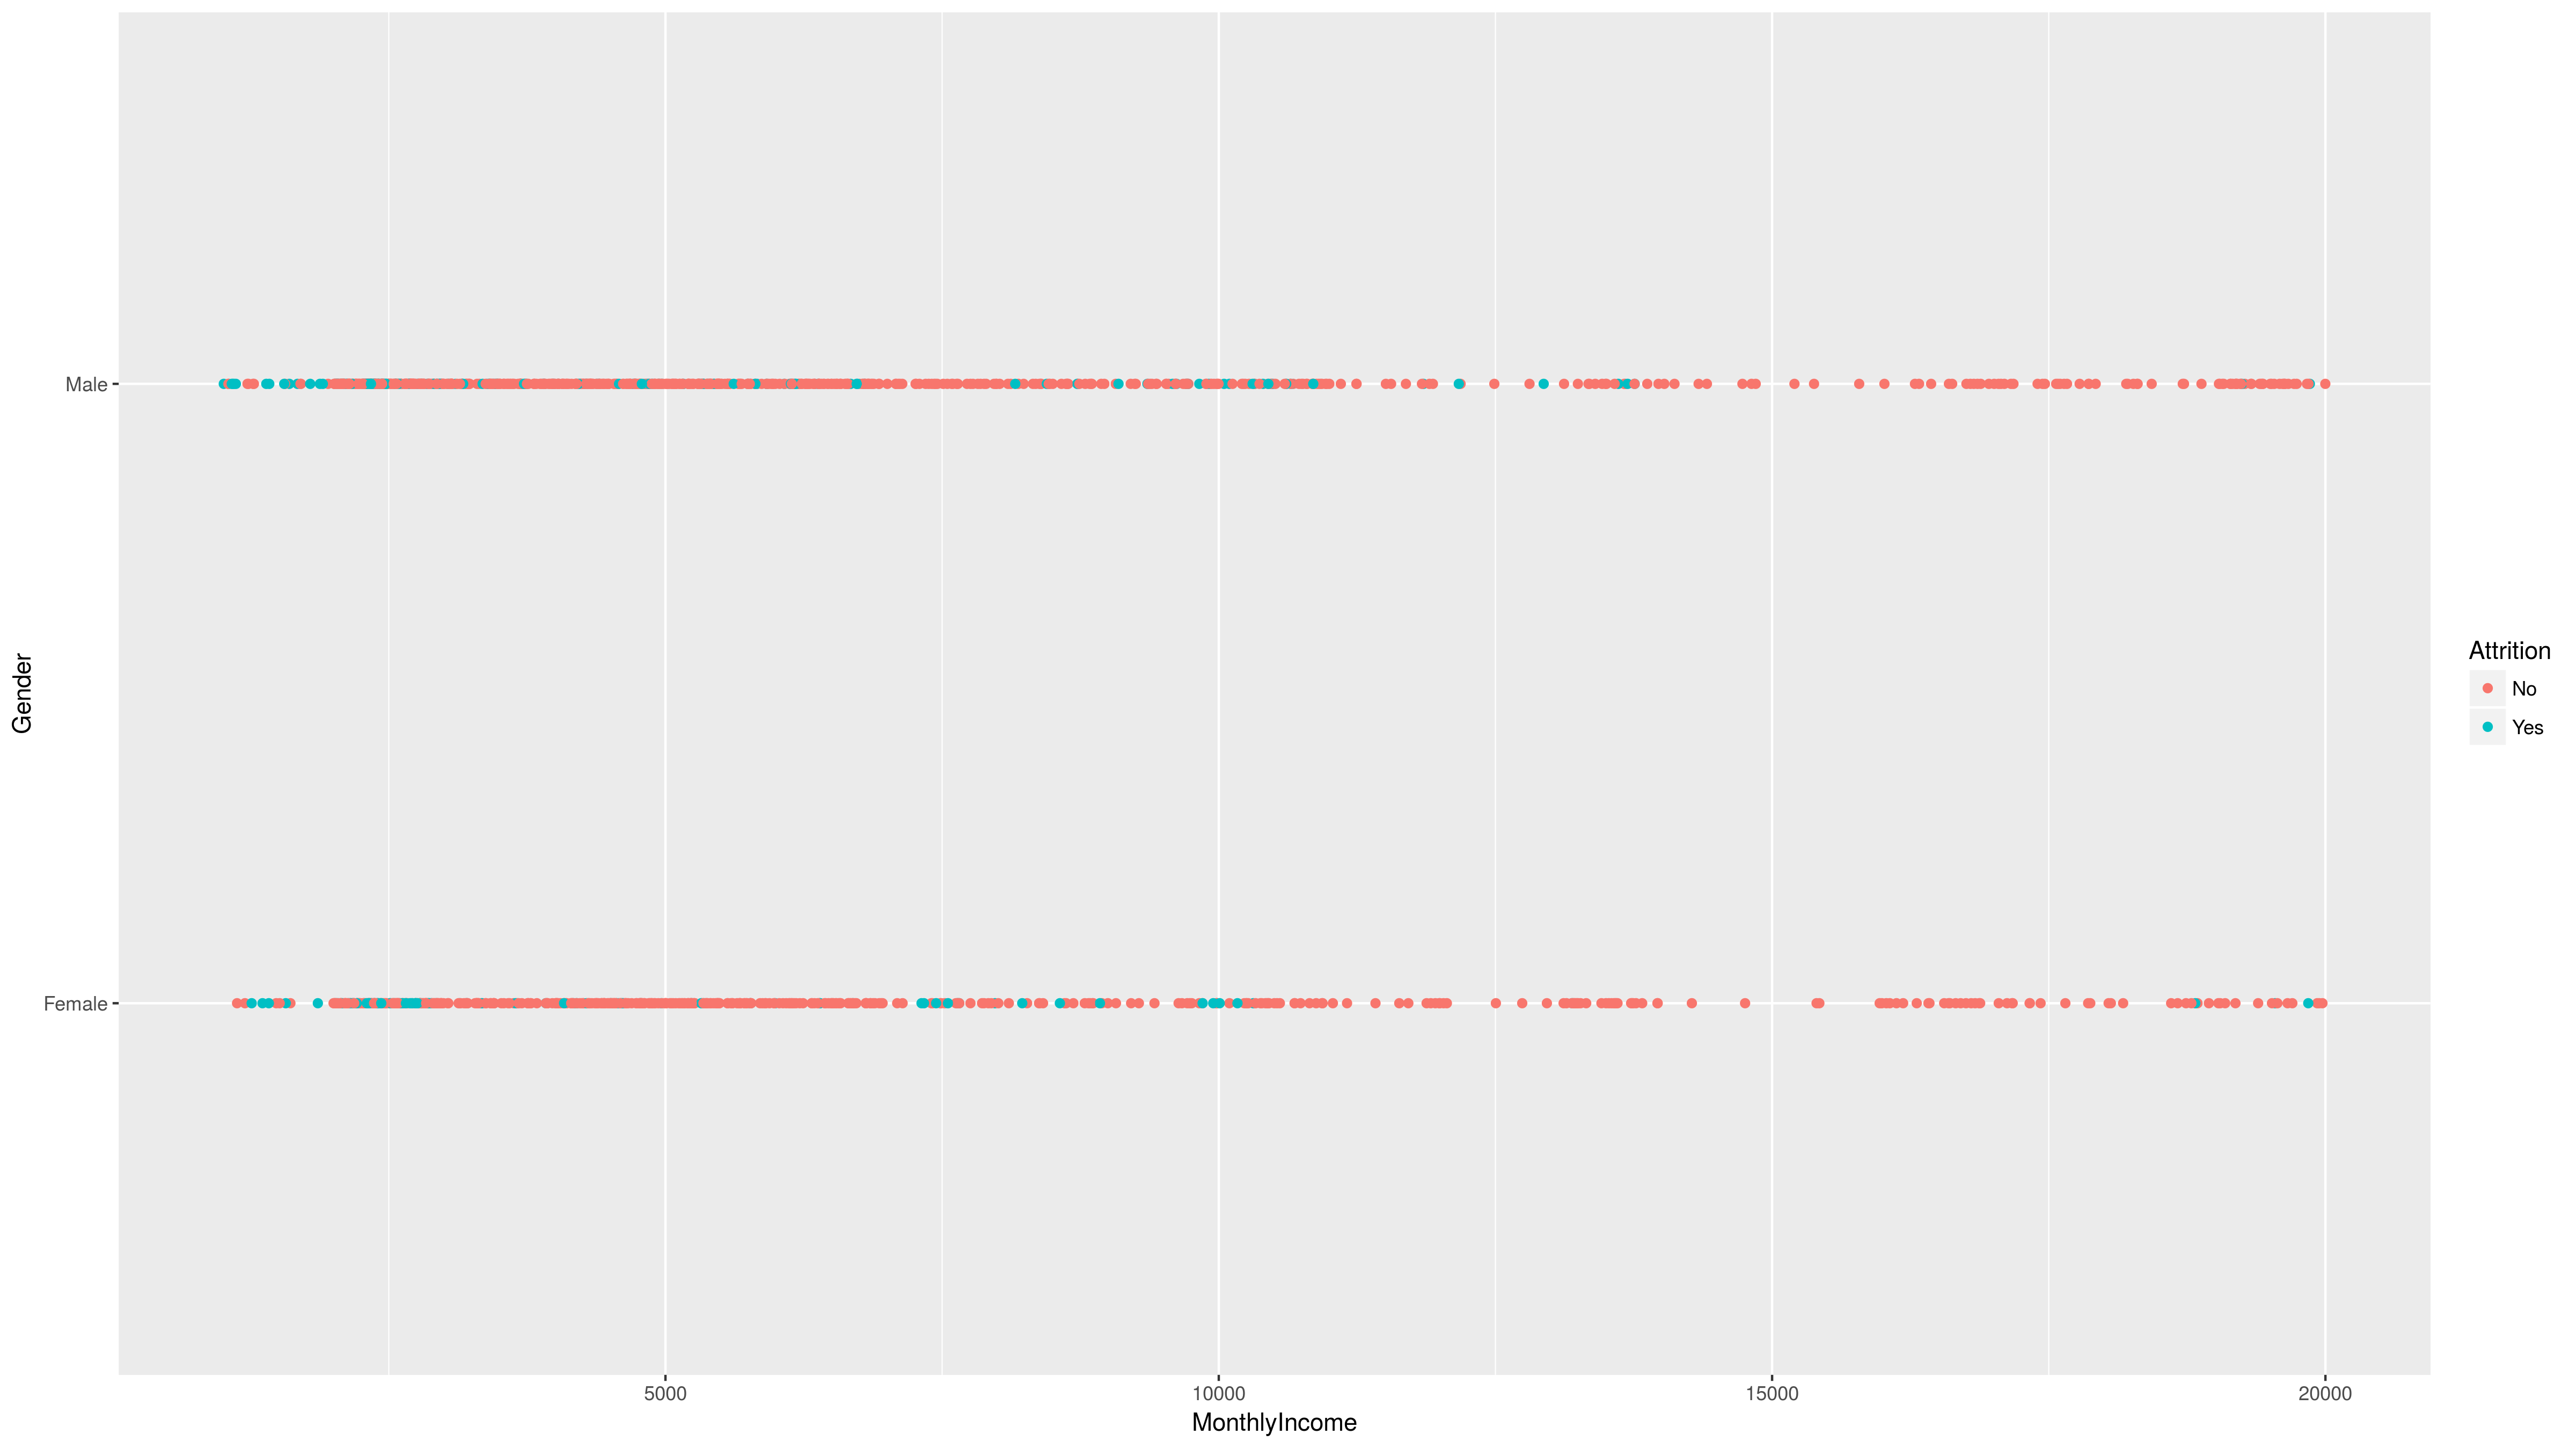 Gender
Male
Female
5000
10000
15000
20000
MonthlyIncome
Attrition
No
Yes